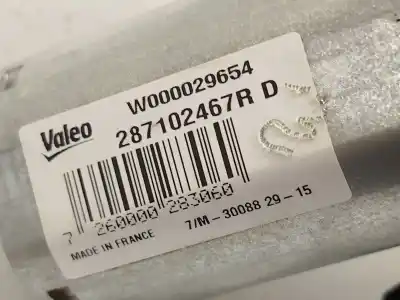 W000029654
Valeo
287102467R D
7 260000 283060
MADE IN FRANCE
7/M-30088 29-15